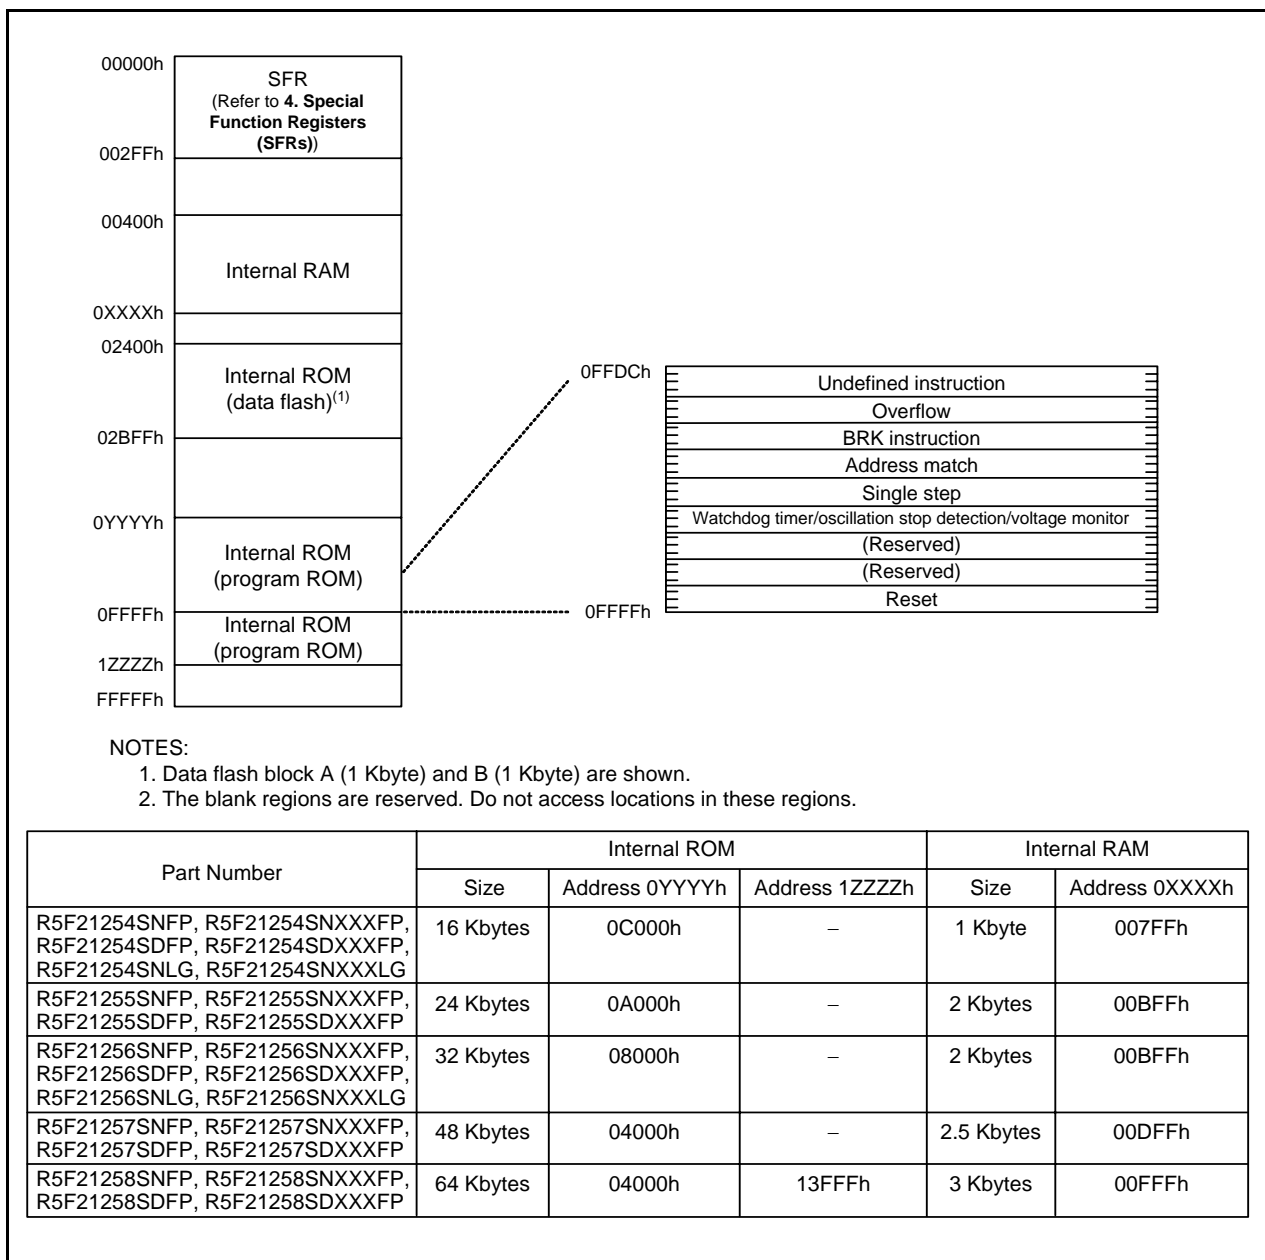 00000h
SFR
(Refer to 4. Special
Function Registers
(SFRs))
002FFh
00400h
Internal RAM
0XXXXh
02400h
Internal ROM
(data flash)(1)
02BFFh
0YYYYh
Internal ROM
(program ROM)
0FFFFh
Internal ROM
(program ROM)
1ZZZZh
FFFFFh
0FFDCh
Undefined instruction
Overflow
BRK instruction
Address match
Single step
Watchdog timer/oscillation stop detection/voltage monitor
(Reserved)
(Reserved)
Reset
0FFFFh
NOTES:
1. Data flash block A (1 Kbyte) and B (1 Kbyte) are shown.
2. The blank regions are reserved. Do not access locations in these regions.
Part Number Internal ROM Internal RAM
Size Address 0YYYYh Address 1ZZZZh Size Address 0XXXXh
R5F21254SNFP, R5F21254SNXXXFP, 16 Kbytes 0C000h – 1 Kbyte 007FFh
R5F21254SDFP, R5F21254SDXXXFP,
R5F21254SNLG, R5F21254SNXXXLG
R5F21255SNFP, R5F21255SNXXXFP, 24 Kbytes 0A000h – 2 Kbytes 00BFFh
R5F21255SDFP, R5F21255SDXXXFP
R5F21256SNFP, R5F21256SNXXXFP, 32 Kbytes 08000h – 2 Kbytes 00BFFh
R5F21256SDFP, R5F21256SDXXXFP,
R5F21256SNLG, R5F21256SNXXXLG
R5F21257SNFP, R5F21257SNXXXFP, 48 Kbytes 04000h – 2.5 Kbytes 00DFFh
R5F21257SDFP, R5F21257SDXXXFP
R5F21258SNFP, R5F21258SNXXXFP, 64 Kbytes 04000h 13FFFh 3 Kbytes 00FFFh
R5F21258SDFP, R5F21258SDXXXFP